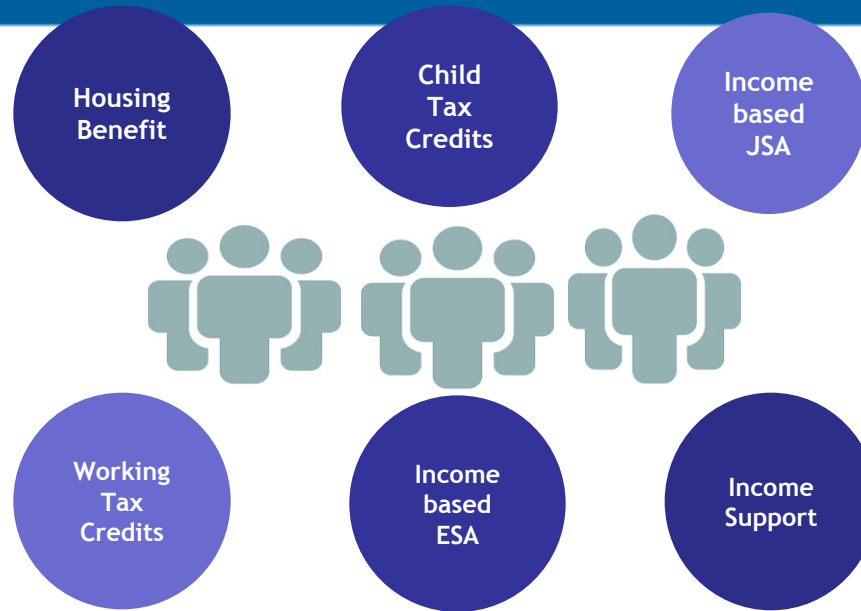 Housing
Benefit
Child
Tax
Credits
Income
based
JSA
Working
Tax
Credits
Income
based
ESA
Income
Support